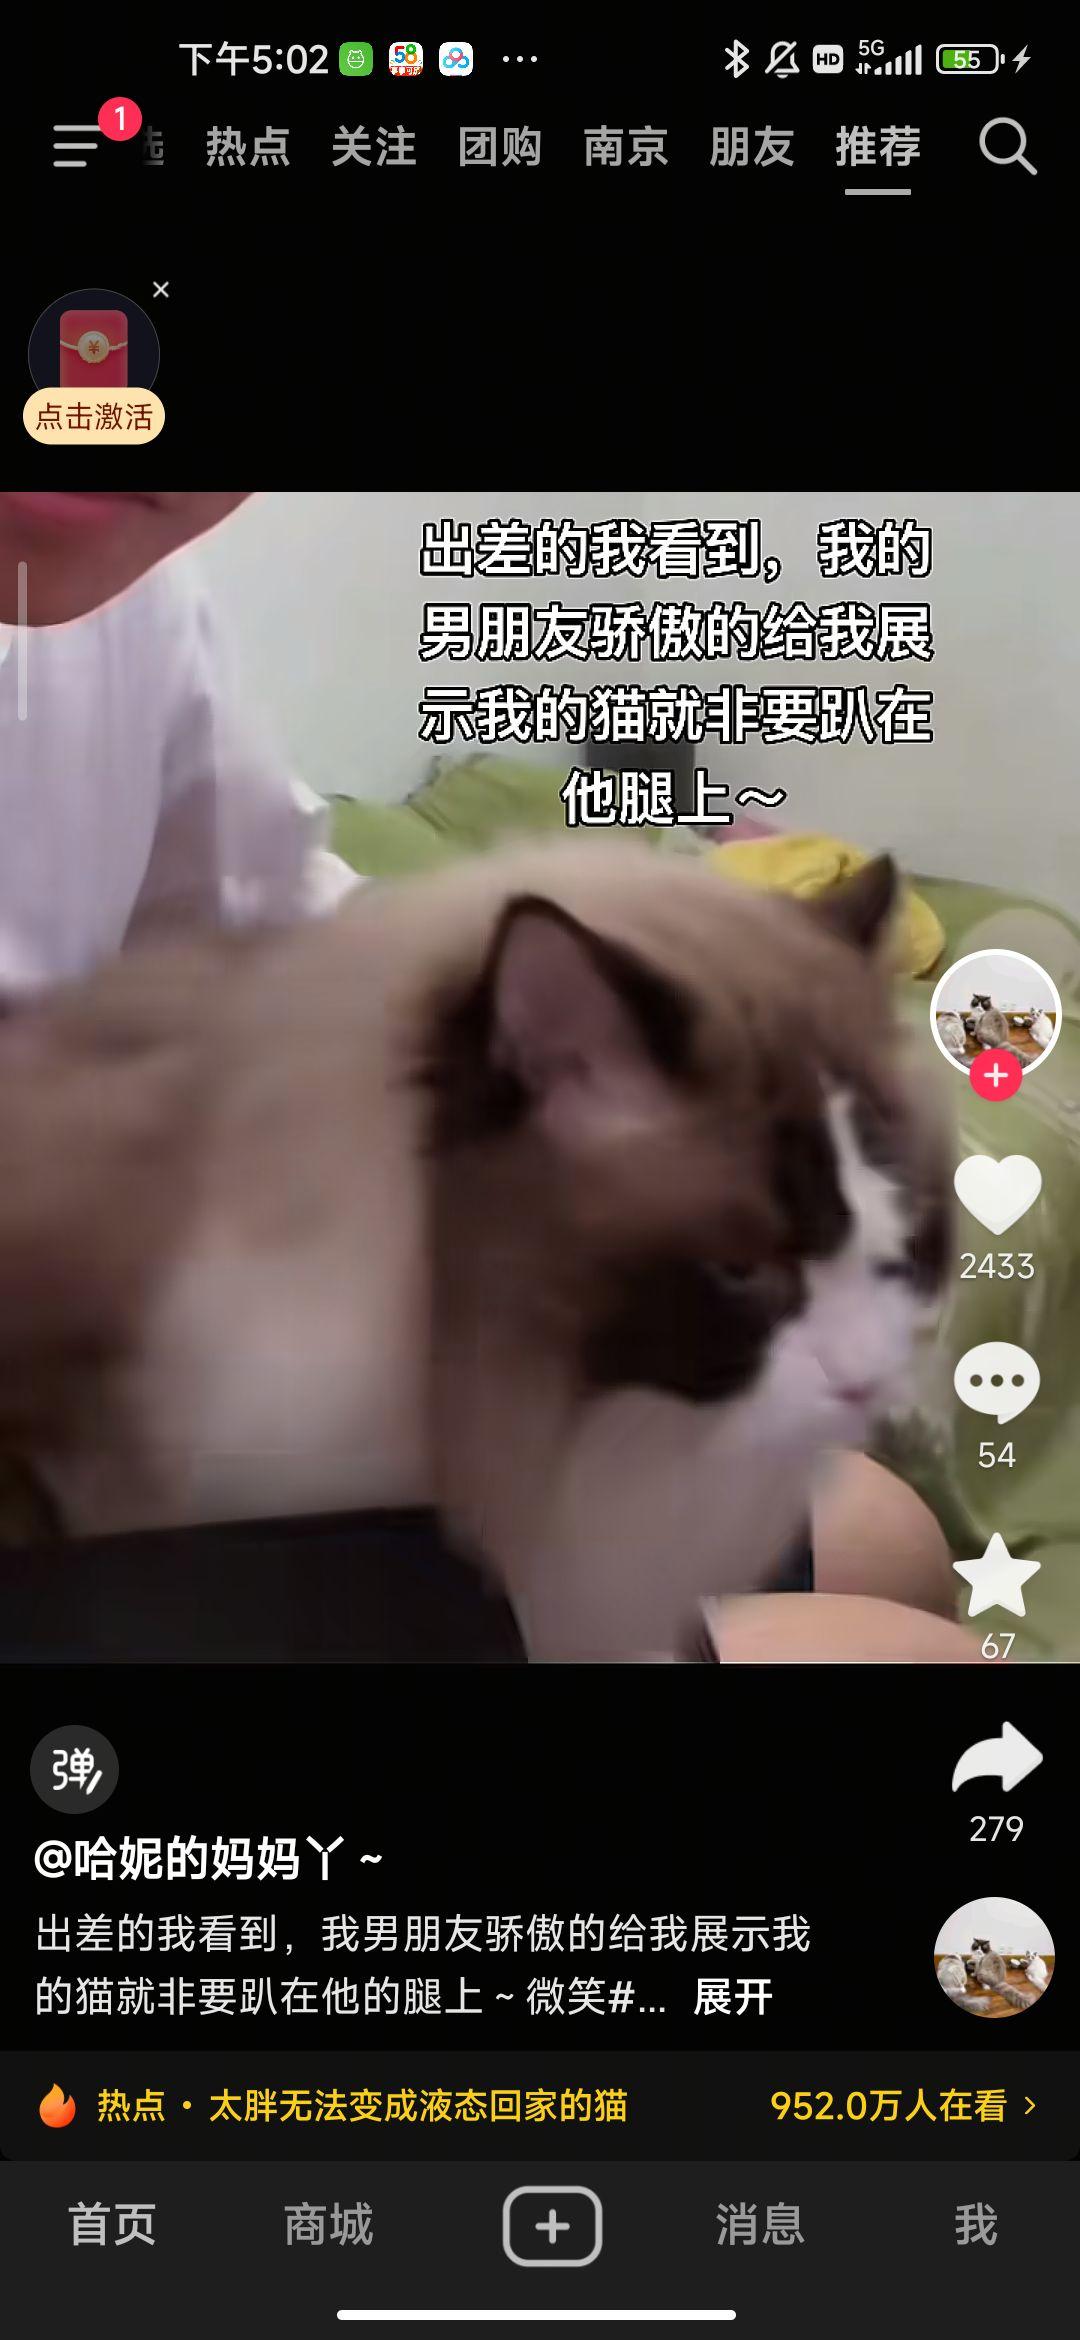 下午5:02
HD
5G
55
1
热点
关注
团购
南京
朋友
推荐
点击激活
出差的我看到，我的
男朋友骄傲的给我展
示我的猫就非要趴在
他腿上～
2433
54
67
弹
279
@哈妮的妈妈丫~
出差的我看到，我男朋友骄傲的给我展示我
的猫就非要趴在他的腿上～微笑#... 展开
热点·太胖无法变成液态回家的猫
952.0万人在看 >
首页
商城
消息
我